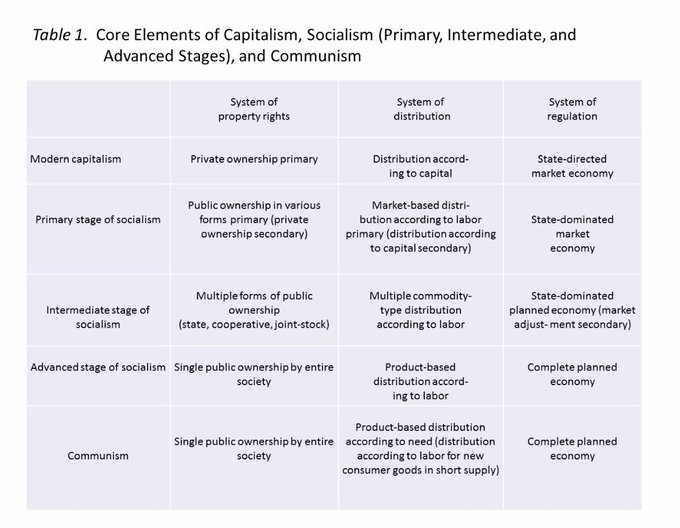 Table 1. Core Elements of Capitalism, Socialism (Primary, Intermediate, and
Advanced Stages), and Communism
System of
property rights
System of
distribution
System of
regulation
Modern capitalism
Private ownership primary
Distribution accord-
ing to capital
State-directed
market economy
Primary stage of socialism
Public ownership in various
forms primary (private
ownership secondary)
Market-based distri-
bution according to labor
primary (distribution according
to capital secondary)
State-dominated
market
economy
Intermediate stage of
socialism
Multiple forms of public
ownership
(state, cooperative, joint-stock)
Multiple commodity-
type distribution
according to labor
State-dominated
planned economy (market
adjust- ment secondary)
Advanced stage of socialism
Single public ownership by entire
society
Product-based
distribution accord-
ing to labor
Complete planned
economy
Communism
Single public ownership by entire
society
Product-based distribution
according to need (distribution
according to labor for new
consumer goods in short supply)
Complete planned
economy